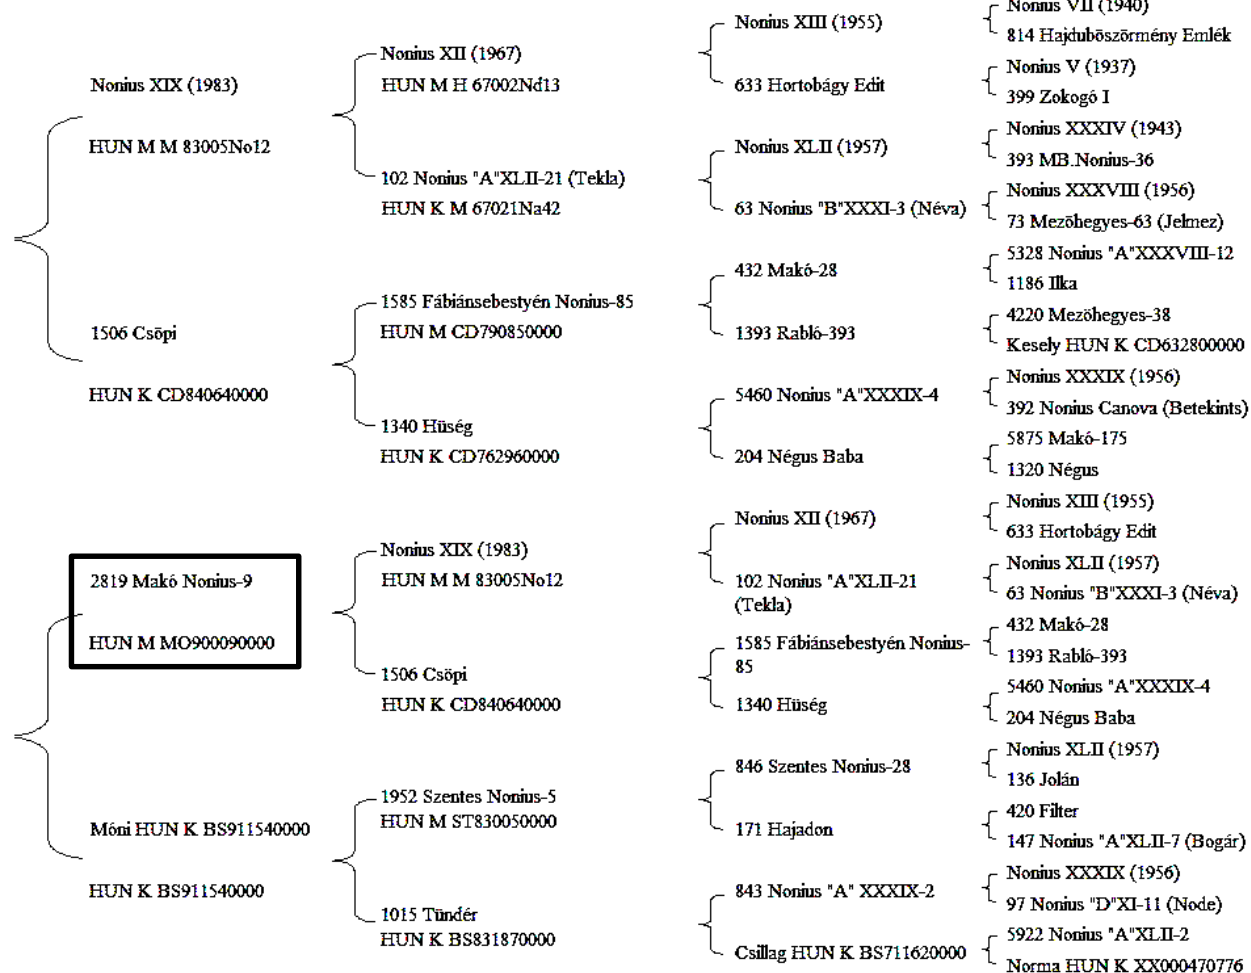 Nonius VII (1940)
Nonius XIII (1955)
814 Hajduböszörmény Emlék
Nonius XII (1967)
Nonius V (1937)
Nonius XIX (1983)
HUN M H 67002Nd13
633 Hortobágy Edit
399 Zokogó I
Nonius XXXIV (1943)
HUN M M 83005No12
Nonius XLII (1957)
393 MB.Nonius-36
102 Nonius "A"XLII-21 (Tekla)
Nonius XXXVIII (1956)
HUN K M 67021Na42
63 Nonius "B"XXXI-3 (Néva)
73 Mezöhegyes-63 (Jelmez)
5328 Nonius "A"XXXVIII-12
432 Makó-28
1186 Ilka
1585 Fábiánsebestyén Nonius-85
4220 Mezöhegyes-38
1506 Csöpi
HUN M CD790850000
1393 Rabló-393
Kesely HUN K CD632800000
Nonius XXXIX (1956)
HUN K CD840640000
5460 Nonius "A"XXXIX-4
392 Nonius Canova (Betekints)
1340 Hüség
5875 Makó-175
HUN K CD762960000
204 Négus Baba
1320 Négus
Nonius XIII (1955)
Nonius XII (1967)
633 Hortobágy Edit
Nonius XIX (1983)
Nonius XLII (1957)
2819 Makó Nonius-9
HUN M M 83005No12
102 Nonius "A"XLII-21
(Tekla)
63 Nonius "B"XXXI-3 (Néva)
432 Makó-28
HUN M MO900090000
1585 Fábiánsebestyén Nonius-
85
1393 Rabló-393
1506 Csöpi
5460 Nonius "A"XXXIX-4
HUN K CD840640000
1340 Hüség
204 Négus Baba
Nonius XLII (1957)
846 Szentes Nonius-28
136 Jolán
1952 Szentes Nonius-5
420 Filter
Móni HUN K BS911540000
HUN M ST830050000
171 Hajadon
147 Nonius "A"XLII-7 (Bogár)
Nonius XXXIX (1956)
HUN K BS911540000
843 Nonius "A" XXXIX-2
97 Nonius "D"XI-11 (Node)
1015 Tündér
5922 Nonius "A"XLII-2
HUN K BS831870000
Csillag HUN K BS711620000
Norma HUN K XX000470776